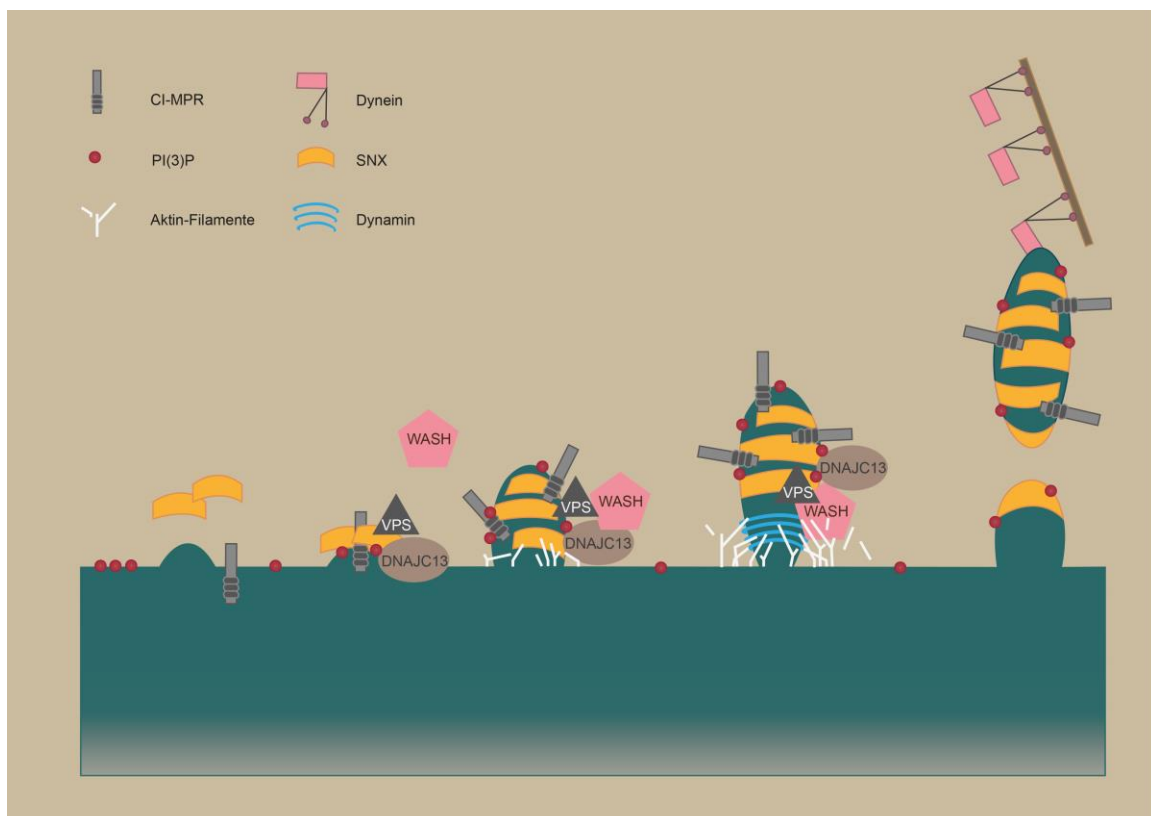 CI-MPR
Dynein
PI(3)P
SNX
Aktin-Filamente
Dynamin
WASH
VPS
DNAJC13
VPS
WASH
DNAJC13
DNAJC13
VPS
WASH